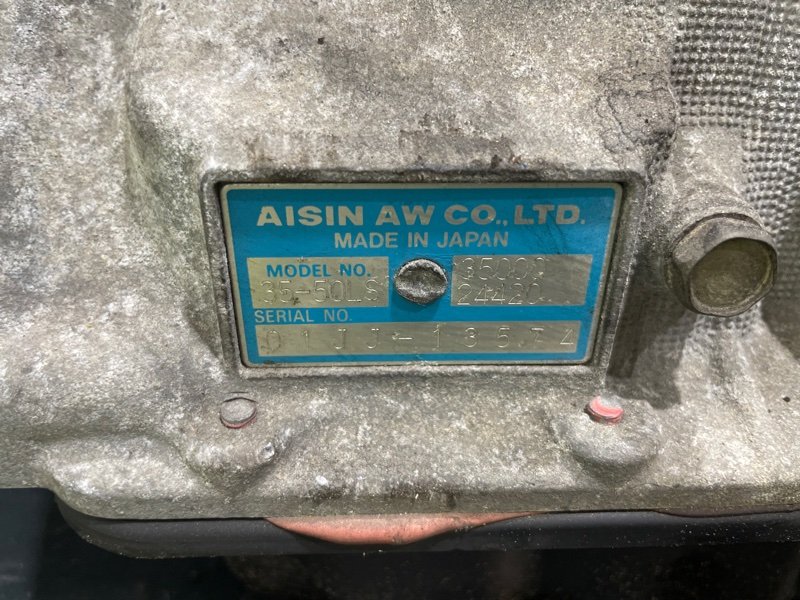 AISIN AW CO.,LTD.
MADE IN JAPAN
MODEL NO.
35-50LS
35000
24420
SERIAL NO.
01JJ-13574